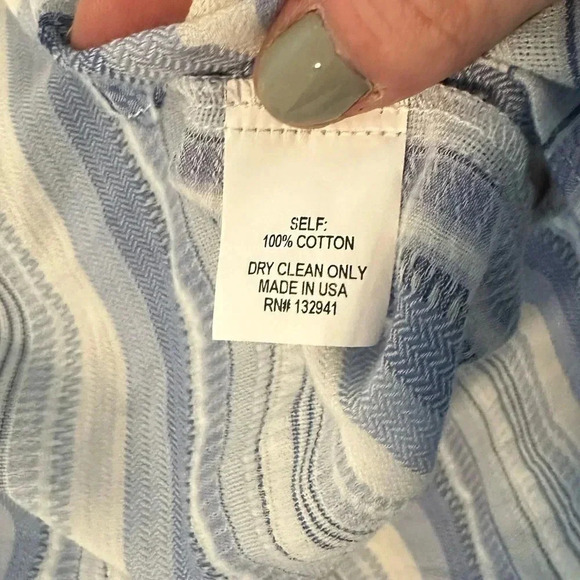 SELF:
100% COTTON
DRY CLEAN ONLY
MADE IN USA
RN# 132941